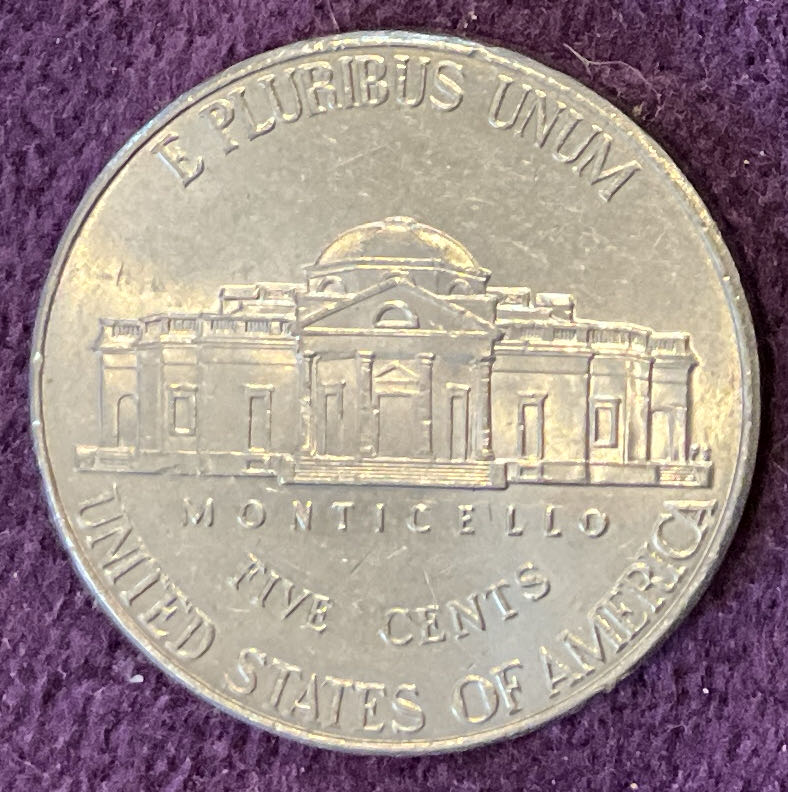 E PLURIBUS UNUM
MONTICELLO
FIVE CENTS
UNITED STATES OF AMERICA